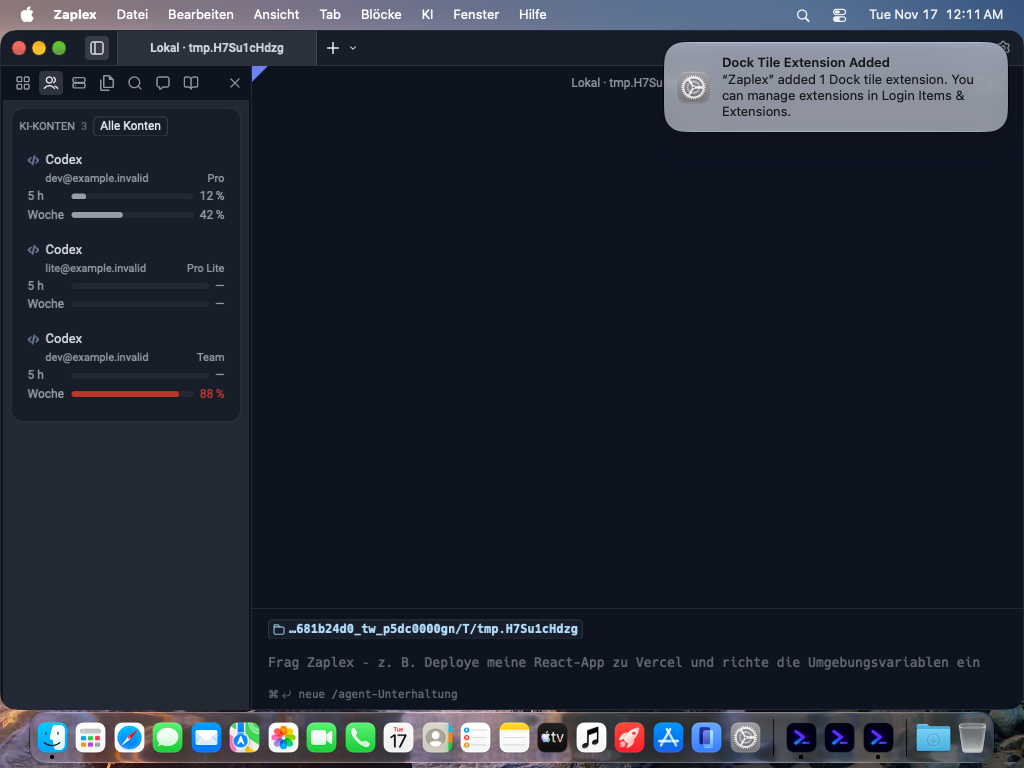 Zaplex Datei Bearbeiten Ansicht Tab Blöcke KI Fenster Hilfe Tue Nov 17 12:11 AM
Lokal · tmp.H7Su1cHdzg
Lokal · tmp.H7Su
Dock Tile Extension Added
“Zaplex” added 1 Dock tile extension. You
can manage extensions in Login Items &
Extensions.
KI-KONTEN 3 Alle Konten
Codex
dev@example.invalid Pro
5 h 12 %
Woche 42 %
Codex
lite@example.invalid Pro Lite
5 h —
Woche —
Codex
dev@example.invalid Team
5 h —
Woche 88 %
…681b24d0_tw_p5dc0000gn/T/tmp.H7Su1cHdzg
Frag Zaplex - z. B. Deploye meine React-App zu Vercel und richte die Umgebungsvariablen ein
⌘ ⏎ neue /agent-Unterhaltung
Tue
17
tv